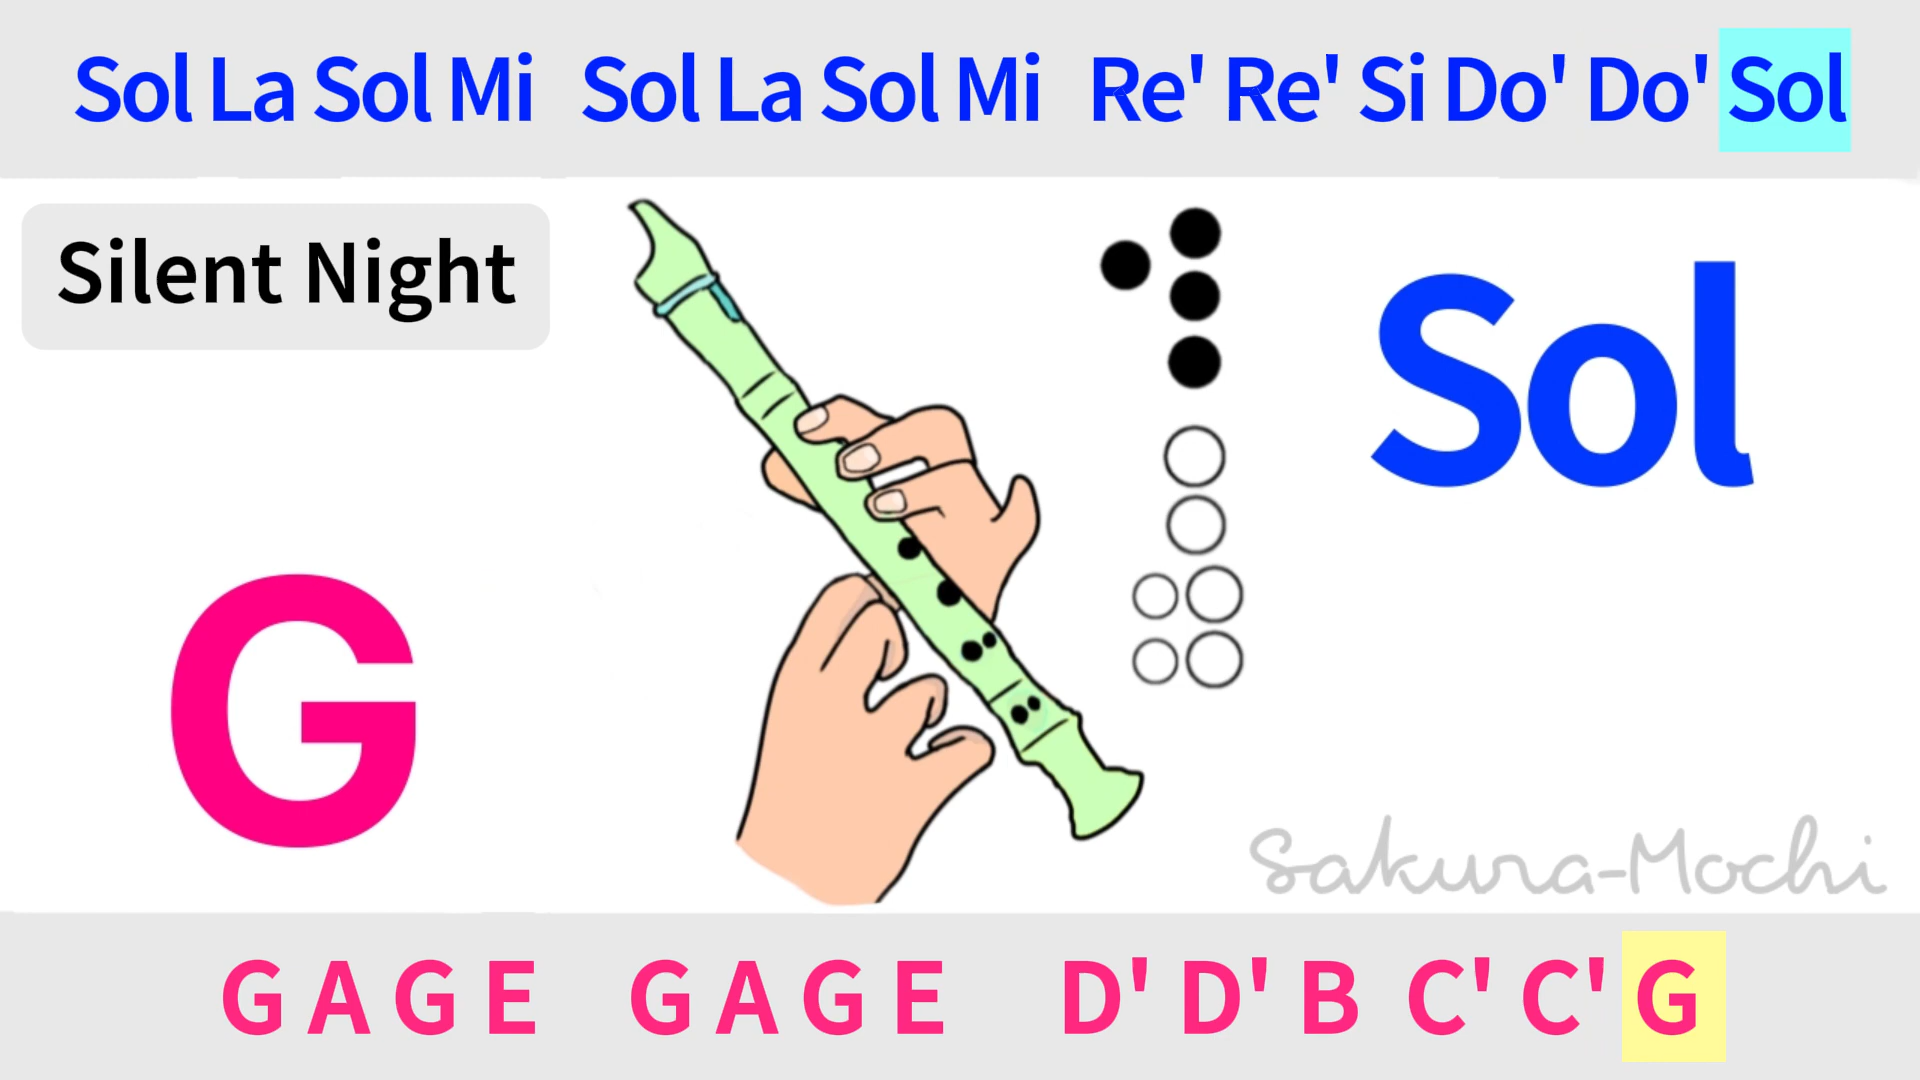 Sol La Sol Mi Sol La Sol Mi Re' Re' Si Do' Do' Sol
Silent Night
Sol
G
Sakura-Mochi
G A G E G A G E D' D' B C' C' G